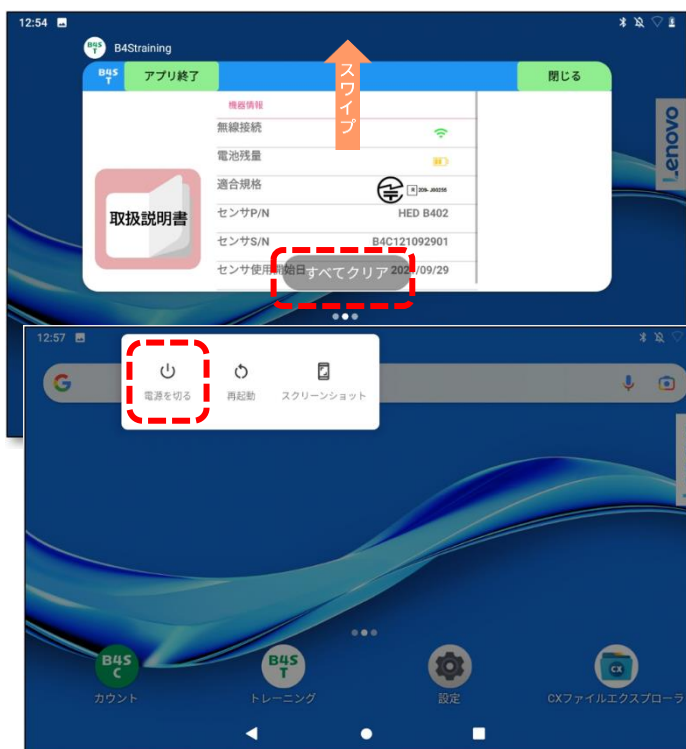 12:54
B4S
T
B4Straining
B4S
T
アプリ終了
閉じる
スワイプ
機器情報
無線接続
電池残量
適合規格
R 209- J00256
センサP/N
HED B402
センサS/N
B4C121092901
取扱説明書
センサ使用開始日
/09/29
すべてクリア
Lenovo
12:57
G
電源を切る
再起動
スクリーンショット
B4S
C
B4S
T
CX
カウント
トレーニング
設定
CXファイルエクスプローラ